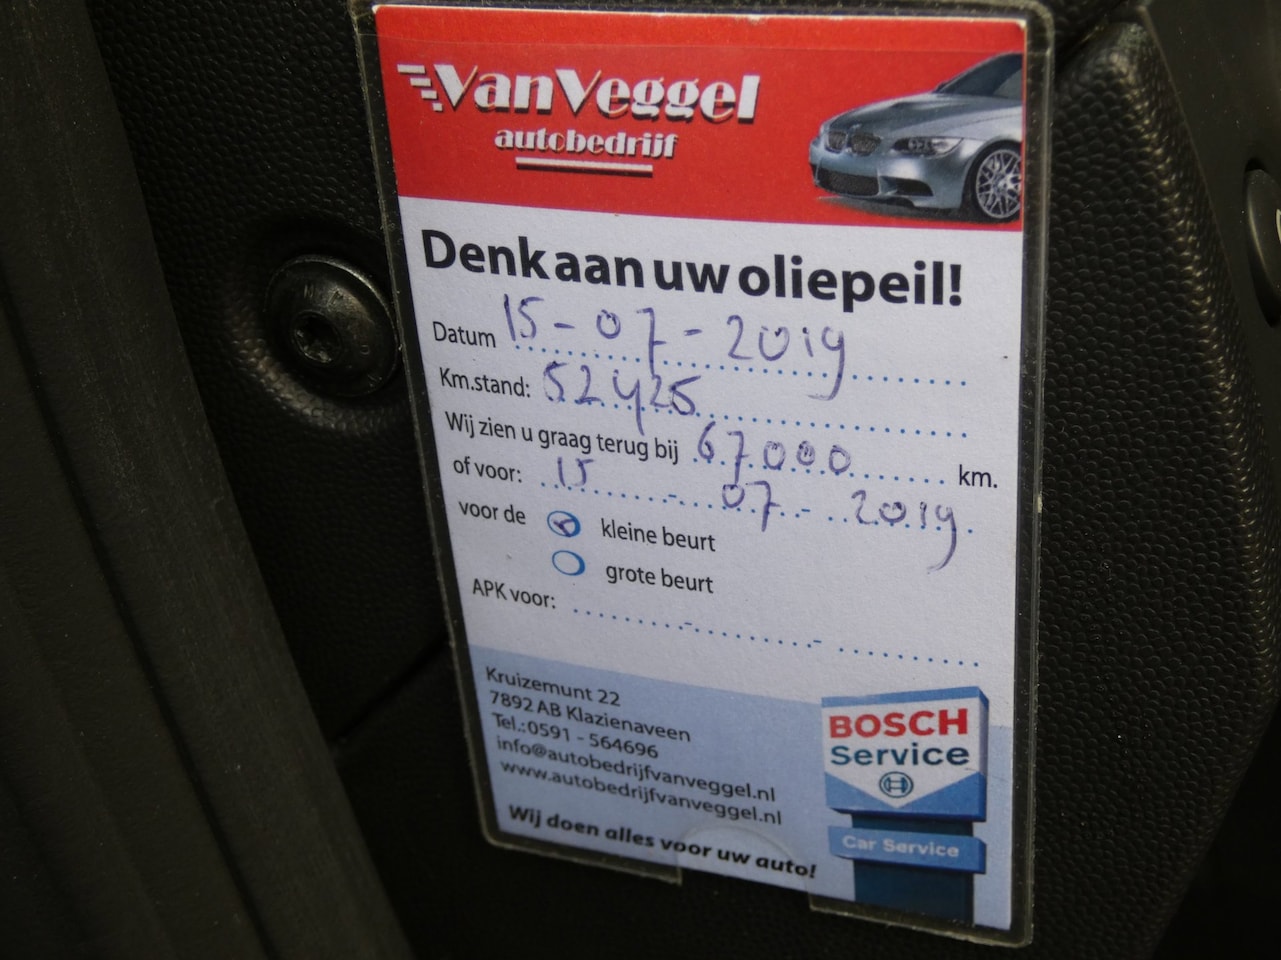 VanVeggel
autobedrijf
Denk aan uw oliepeil!
Datum 15-07-2019
Km.stand: 52425
Wij zien u graag terug bij 67000 km.
of voor: 15 - 07 - 2019
voor de kleine beurt
grote beurt
APK voor: - -
Kruizemunt 22
7892 AB Klazienaveen
Tel.: 0591 - 564696
info@autobedrijfvanveggel.nl
www.autobedrijfvanveggel.nl
Wij doen alles voor uw auto!
BOSCH
Service
Car Service